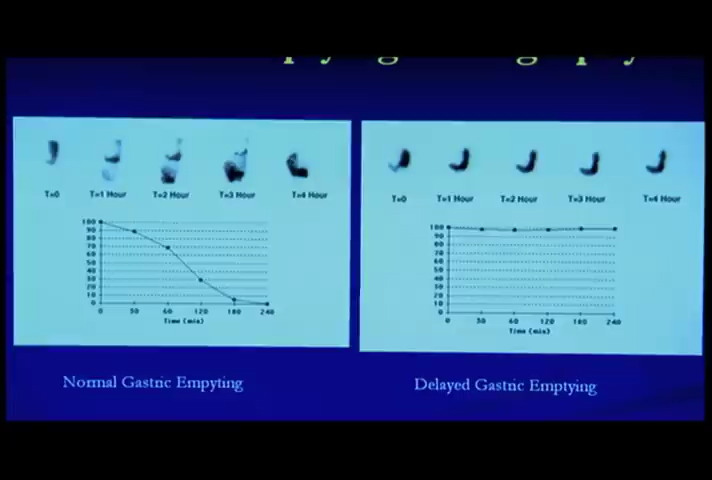 T=0 T=1 Hour T=2 Hour T=3 Hour T=4 Hour
100
90
80
70
60
50
40
30
20
10
0
0 30 60 120 180 240
Time (min)
Normal Gastric Empyting
T=0 T=1 Hour T=2 Hour T=3 Hour T=4 Hour
100
90
80
70
60
50
40
30
20
10
0
0 30 60 120 180 240
Time (min)
Delayed Gastric Emptying